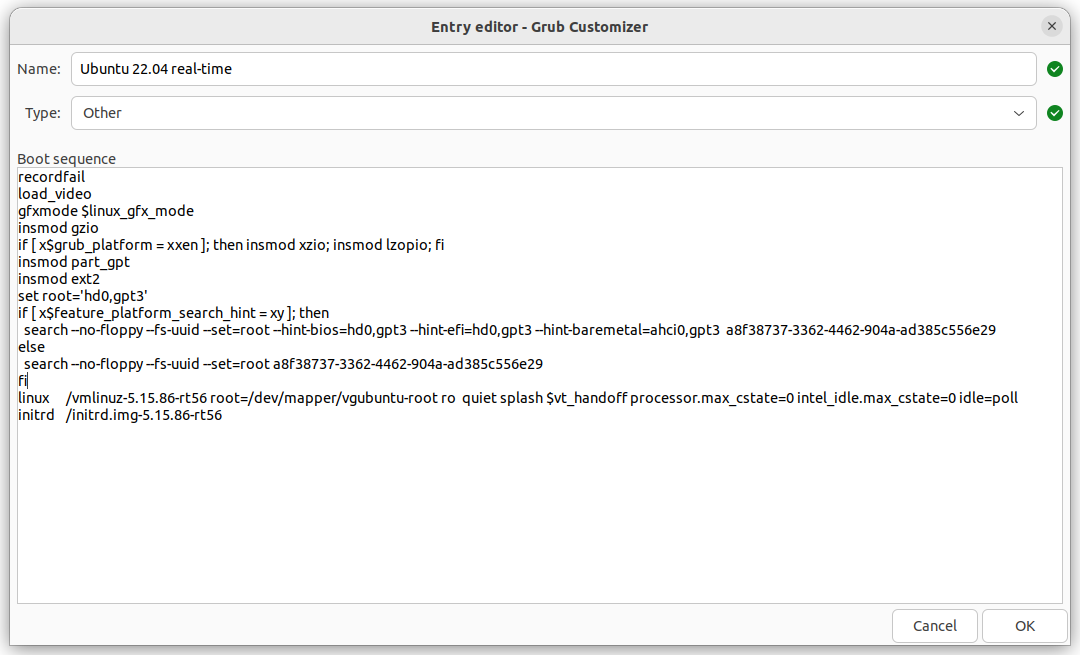 Entry editor - Grub Customizer
Name: Ubuntu 22.04 real-time
Type: Other
Boot sequence
recordfail
load_video
gfxmode $linux_gfx_mode
insmod gzio
if [ x$grub_platform = xxen ]; then insmod xzio; insmod lzopio; fi
insmod part_gpt
insmod ext2
set root='hd0,gpt3'
if [ x$feature_platform_search_hint = xy ]; then
  search --no-floppy --fs-uuid --set=root --hint-bios=hd0,gpt3 --hint-efi=hd0,gpt3 --hint-baremetal=ahci0,gpt3  a8f38737-3362-4462-904a-ad385c556e29
else
  search --no-floppy --fs-uuid --set=root a8f38737-3362-4462-904a-ad385c556e29
fi
linux	/vmlinuz-5.15.86-rt56 root=/dev/mapper/vgubuntu-root ro  quiet splash $vt_handoff processor.max_cstate=0 intel_idle.max_cstate=0 idle=poll
initrd	/initrd.img-5.15.86-rt56
Cancel OK